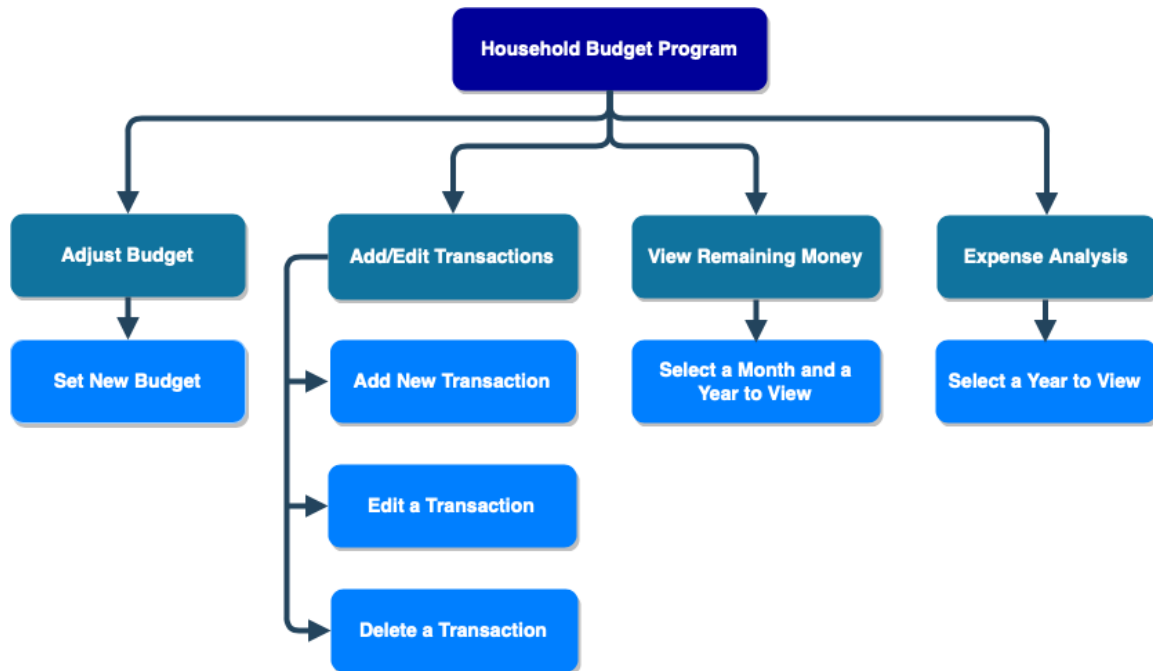 Household Budget Program
Adjust Budget
Add/Edit Transactions
View Remaining Money
Expense Analysis
Set New Budget
Add New Transaction
Select a Month and a
Year to View
Select a Year to View
Edit a Transaction
Delete a Transaction